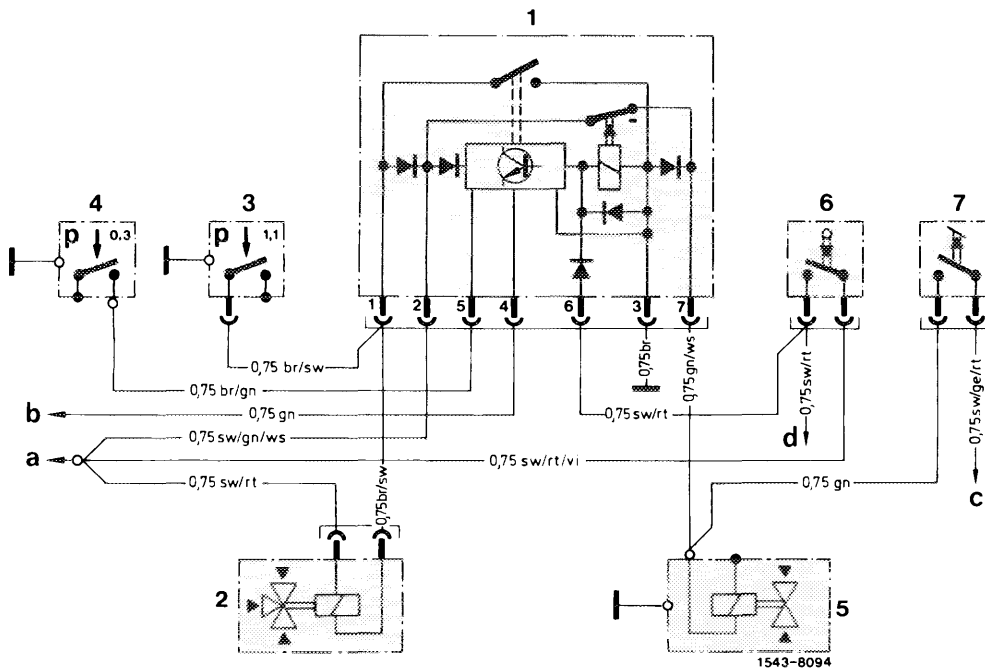 1
4
3
6
7
p 0,3
p 1,1
1 2 5 4 6 3 7
0,75 br/sw
0,75 br/gn
0,75 gn
b
0,75 sw/gn/ws
a
0,75 sw/rt
0,75 br/sw
0,75 sw/rt/vi
0,75 br
0,75 gn/ws
0,75 sw/rt
0,75 sw/rt
d
0,75 gn
0,75 sw/ge/rt
c
2
5
1543-8094